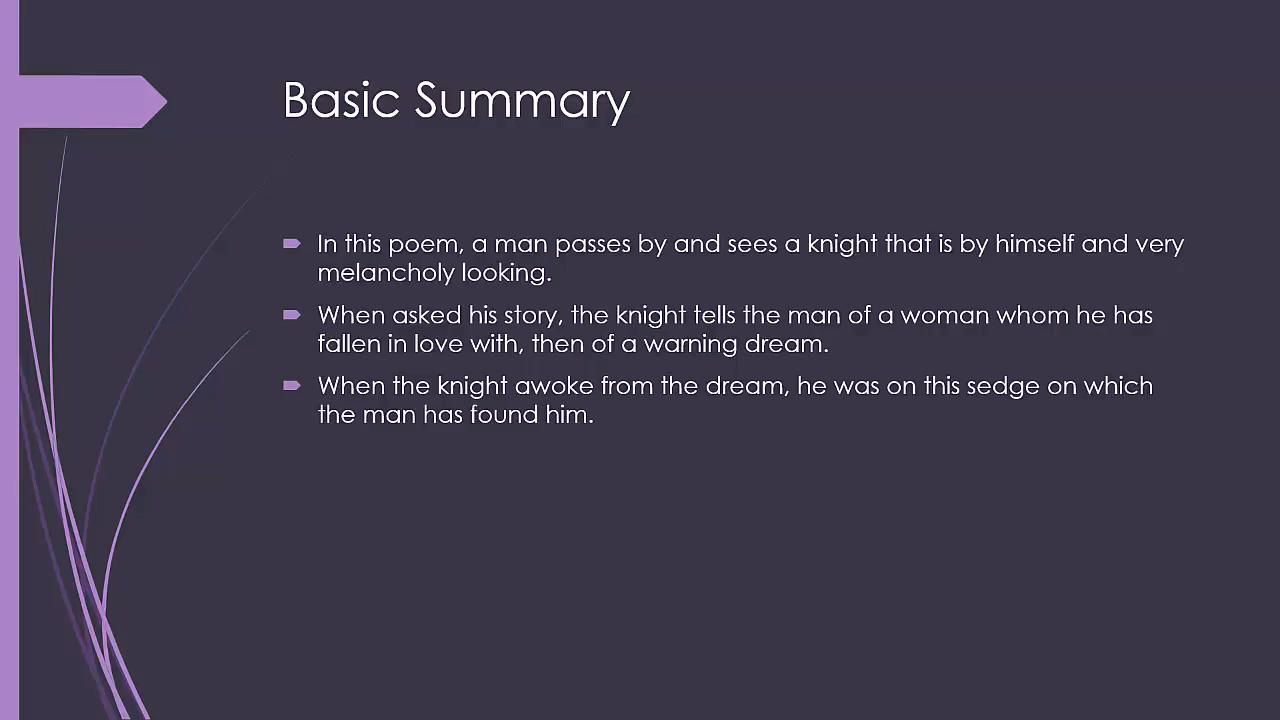 Basic Summary
In this poem, a man passes by and sees a knight that is by himself and very
melancholy looking.
When asked his story, the knight tells the man of a woman whom he has
fallen in love with, then of a warning dream.
When the knight awoke from the dream, he was on this sedge on which
the man has found him.